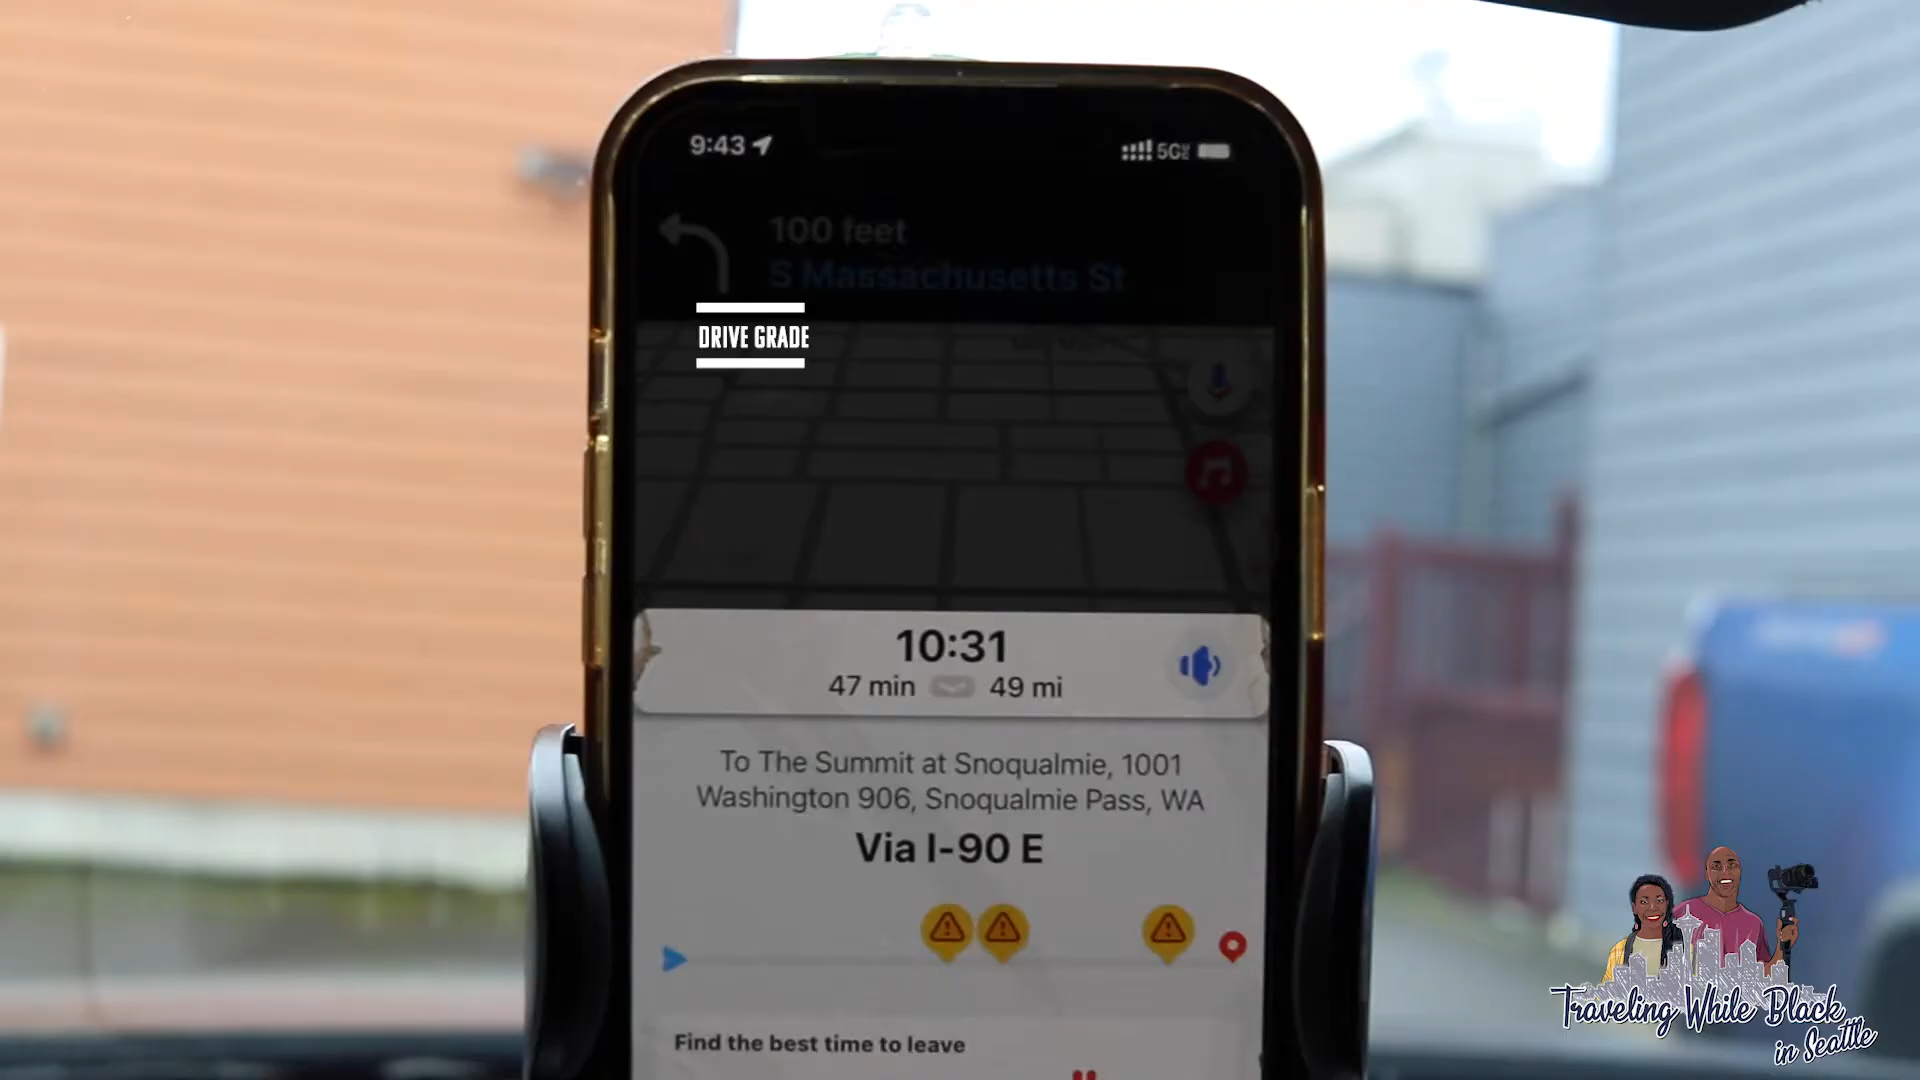 9:43
5G
100 feet
S Massachusetts St
DRIVE GRADE
10:31
47 min 49 mi
To The Summit at Snoqualmie, 1001
Washington 906, Snoqualmie Pass, WA
Via I-90 E
Find the best time to leave
Traveling While Black
in Seattle